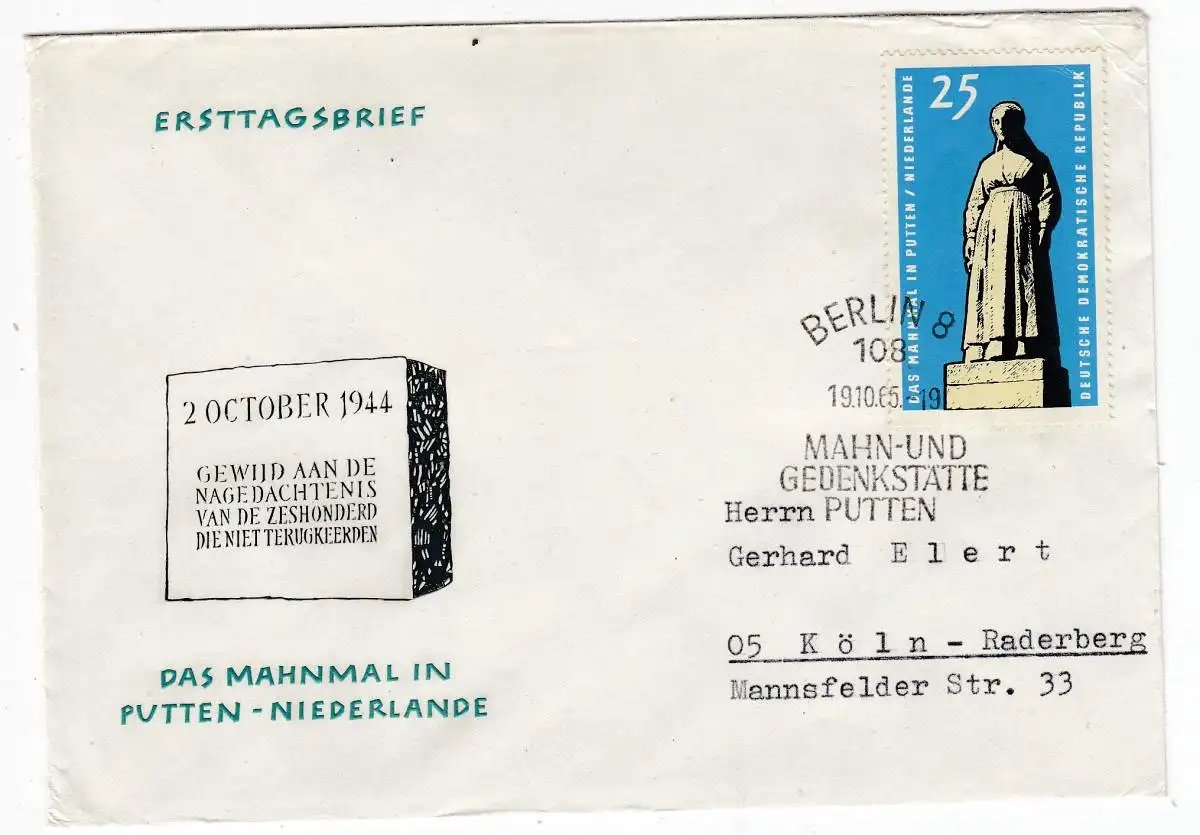 ERSTTAGSBRIEF
25
DAS MAHNMAL IN PUTTEN / NIEDERLANDE
DEUTSCHE DEMOKRATISCHE REPUBLIK
BERLIN 8
108
19.10.65.-19
MAHN-UND
GEDENKSTÄTTE
PUTTEN
2 OCTOBER 1944
GEWIJD AAN DE
NAGEDACHTENIS
VAN DE ZESHONDERD
DIE NIET TERUGKEERDEN
DAS MAHNMAL IN
PUTTEN - NIEDERLANDE
Herrn
Gerhard Elert
05 Köln - Raderberg
Mannsfelder Str. 33